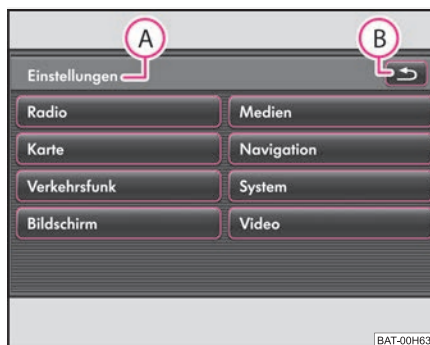 A
B
Einstellungen
Radio
Medien
Karte
Navigation
Verkehrsfunk
System
Bildschirm
Video
BAT-00H63